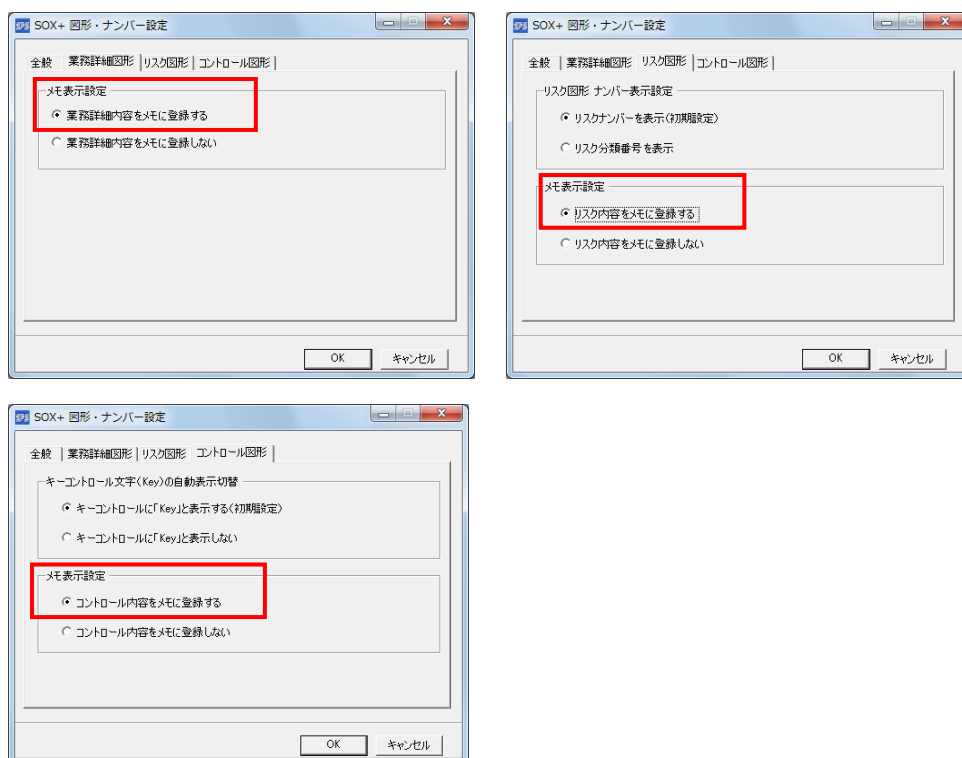 SPS SOX+ 図形・ナンバー設定
全般 業務詳細図形 リスク図形 コントロール図形
メモ表示設定
業務詳細内容をメモに登録する
業務詳細内容をメモに登録しない
OK キャンセル
SPS SOX+ 図形・ナンバー設定
全般 業務詳細図形 リスク図形 コントロール図形
リスク図形 ナンバー表示設定
リスクナンバーを表示(初期設定)
リスク分類番号を表示
メモ表示設定
リスク内容をメモに登録する
リスク内容をメモに登録しない
OK キャンセル
SPS SOX+ 図形・ナンバー設定
全般 業務詳細図形 リスク図形 コントロール図形
キーコントロール文字(Key)の自動表示切替
キーコントロールに「Key」と表示する(初期設定)
キーコントロールに「Key」と表示しない
メモ表示設定
コントロール内容をメモに登録する
コントロール内容をメモに登録しない
OK キャンセル